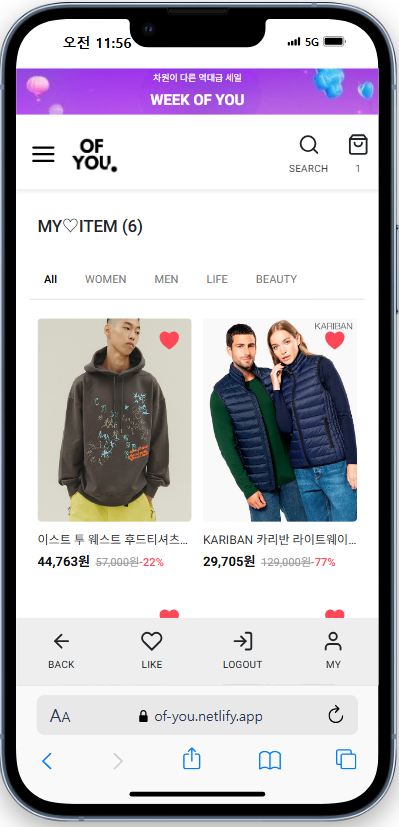 오전 11:56
5G
차원이 다른 역대급 세일
WEEK OF YOU
OF
YOU.
SEARCH
1
MY♡ITEM (6)
All WOMEN MEN LIFE BEAUTY
KARIBAN
이스트 투 웨스트 후드티셔츠...
44,763원 57,000원-22%
KARIBAN 카리반 라이트웨이...
29,705원 129,000원-77%
BACK LIKE LOGOUT MY
AA of-you.netlify.app